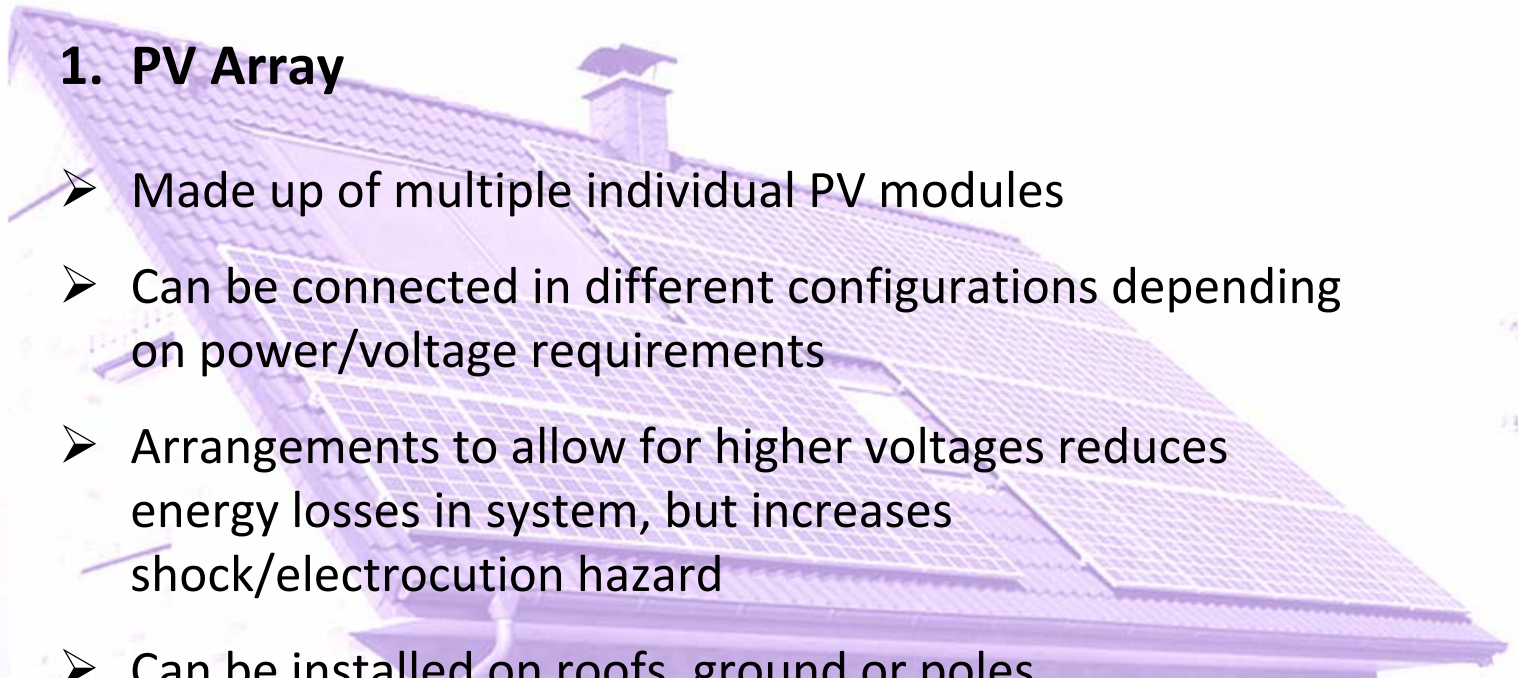 1. PV Array
➢ Made up of multiple individual PV modules
➢ Can be connected in different configurations depending
on power/voltage requirements
➢ Arrangements to allow for higher voltages reduces
energy losses in system, but increases
shock/electrocution hazard
➢ Can be installed on roofs, ground or poles